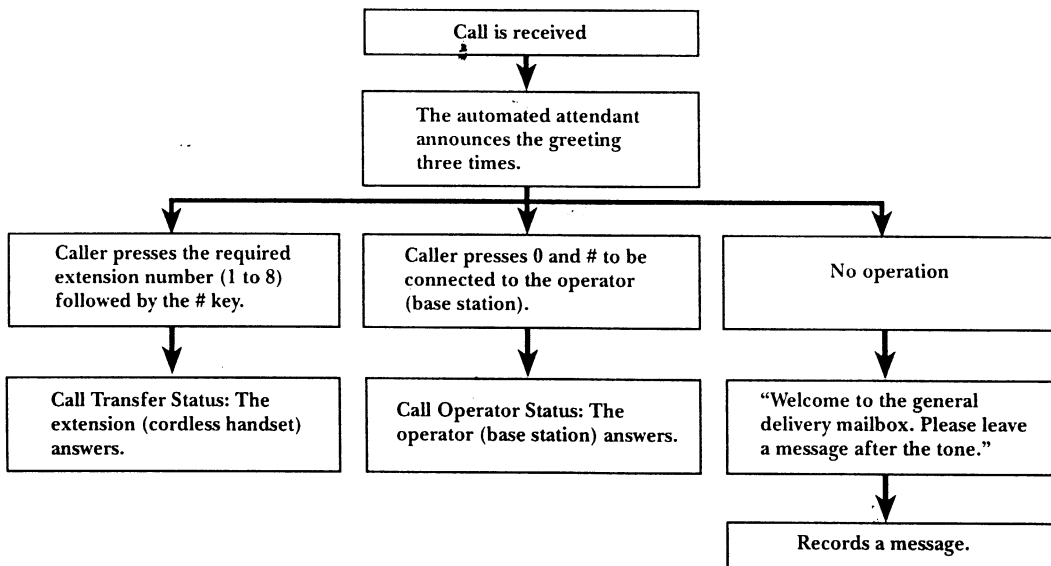 Call is received
The automated attendant
announces the greeting
three times.
Caller presses the required
extension number (1 to 8)
followed by the # key.
Caller presses 0 and # to be
connected to the operator
(base station).
No operation
Call Transfer Status: The
extension (cordless handset)
answers.
Call Operator Status: The
operator (base station) answers.
“Welcome to the general
delivery mailbox. Please leave
a message after the tone.”
Records a message.